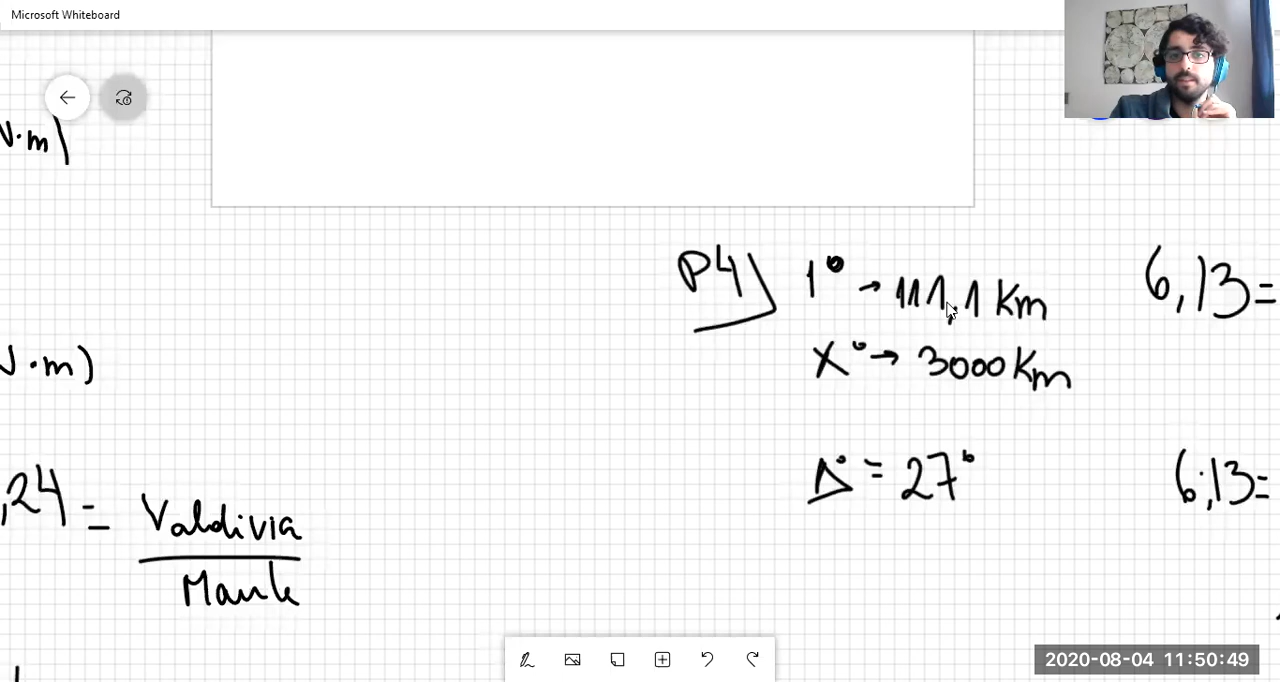 Microsoft Whiteboard
N·m)
P4) 1° → 111,1 Km
6,13=
X° → 3000 Km
N·m)
Δ° = 27°
6,13=
,24 = Valdivia
Maule
2020-08-04 11:50:49